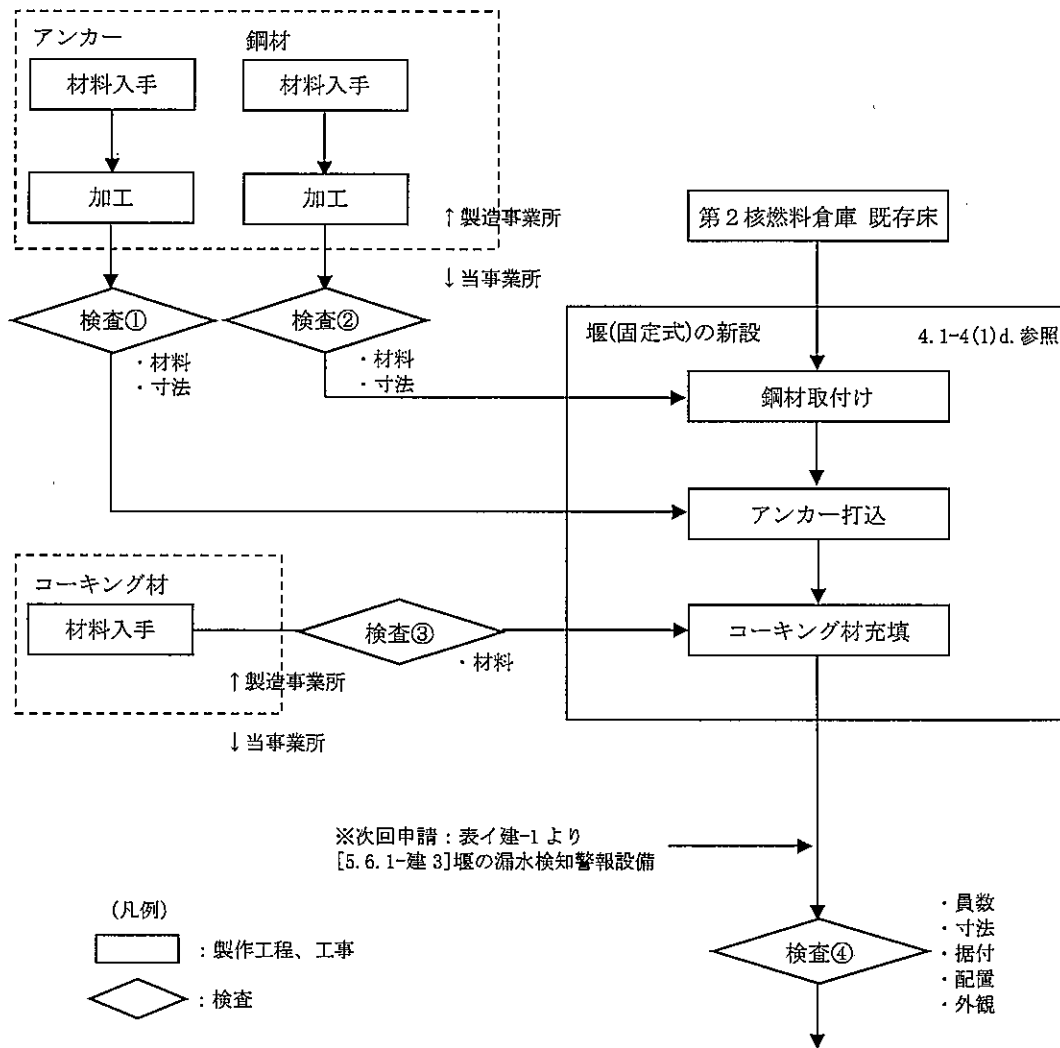 アンカー
鋼材
材料入手
材料入手
加工
加工
↑製造事業所
↓当事業所
検査①
・材料
・寸法
検査②
・材料
・寸法
第2核燃料倉庫 既存床
堰(固定式)の新設
4.1-4(1)d.参照
鋼材取付け
アンカー打込
コーキング材
材料入手
検査③
・材料
コーキング材充填
↑製造事業所
↓当事業所
※次回申請：表イ建-1より
[5.6.1-建3]堰の漏水検知警報設備
検査④
・員数
・寸法
・据付
・配置
・外観
(凡例)
：製作工程、工事
：検査